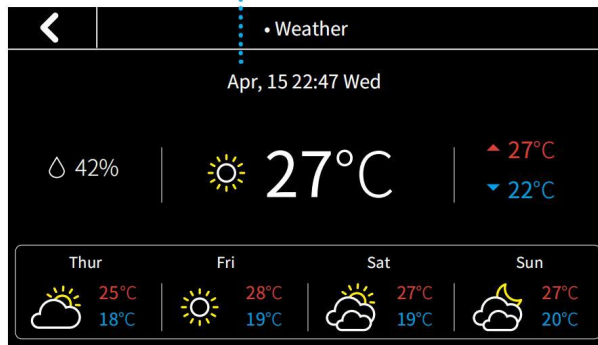 • Weather
Apr, 15 22:47 Wed
42%
27°C
27°C
22°C
Thur Fri Sat Sun
25°C 28°C 27°C 27°C
18°C 19°C 19°C 20°C